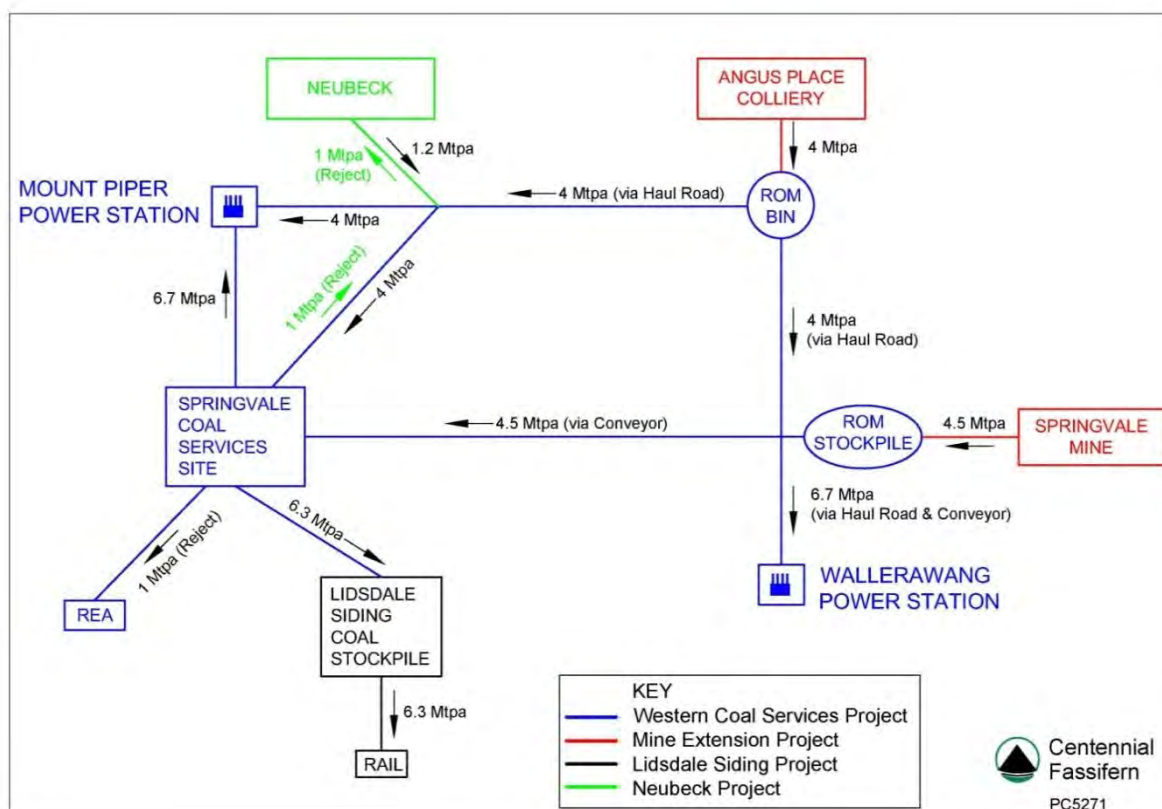 NEUBECK
ANGUS PLACE
COLLIERY
1.2 Mtpa
1 Mtpa
(Reject)
4 Mtpa
MOUNT PIPER
POWER STATION
4 Mtpa (via Haul Road)
ROM
BIN
4 Mtpa
1 Mtpa (Reject)
4 Mtpa
6.7 Mtpa
4 Mtpa
(via Haul Road)
SPRINGVALE
COAL
SERVICES
SITE
4.5 Mtpa (via Conveyor)
ROM
STOCKPILE
4.5 Mtpa
SPRINGVALE
MINE
6.7 Mtpa
(via Haul Road & Conveyor)
6.3 Mtpa
1 Mtpa (Reject)
REA
LIDSDALE
SIDING
COAL
STOCKPILE
WALLERAWANG
POWER STATION
6.3 Mtpa
RAIL
KEY
Western Coal Services Project
Mine Extension Project
Lidsdale Siding Project
Neubeck Project
Centennial
Fassifern
PC5271